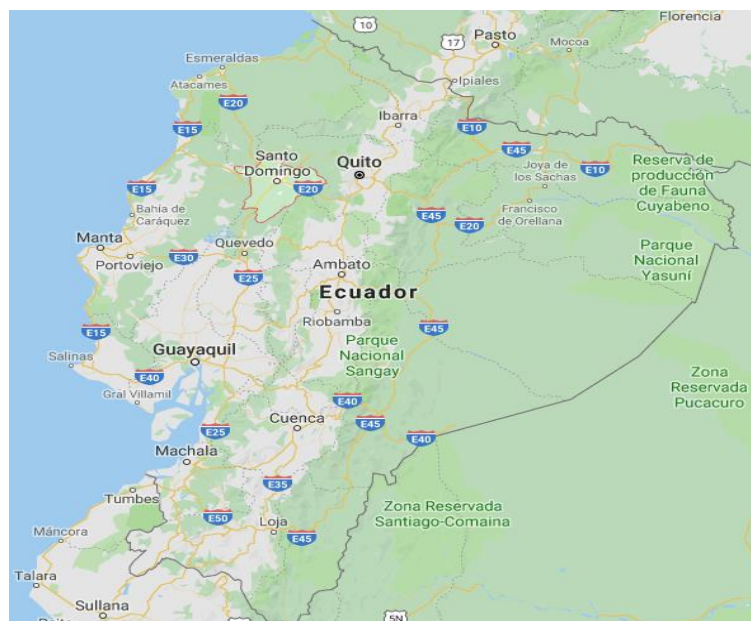 Florencia
10
17
Pasto
Mocoa
Esmeraldas
Ipiales
Atacames
E20
Ibarra
E15
E10
E45
Santo
Domingo
Quito
Joya de
los Sachas
E10
Reserva de
producción
de Fauna
Cuyabeno
E20
E15
Francisco
de Orellana
Bahía de
Caráquez
E45
E20
Manta
Quevedo
Parque
Nacional
Yasuní
Portoviejo
E30
Ambato
E25
Ecuador
Riobamba
E15
E45
Parque
Nacional
Sangay
Guayaquil
Salinas
E40
Zona
Reservada
Pucacuro
Gral Villamil
E40
Cuenca
E45
E25
E40
Machala
E35
Tumbes
Zona Reservada
Santiago-Comaina
E50
Loja
E45
Máncora
Talara
Sullana
5N